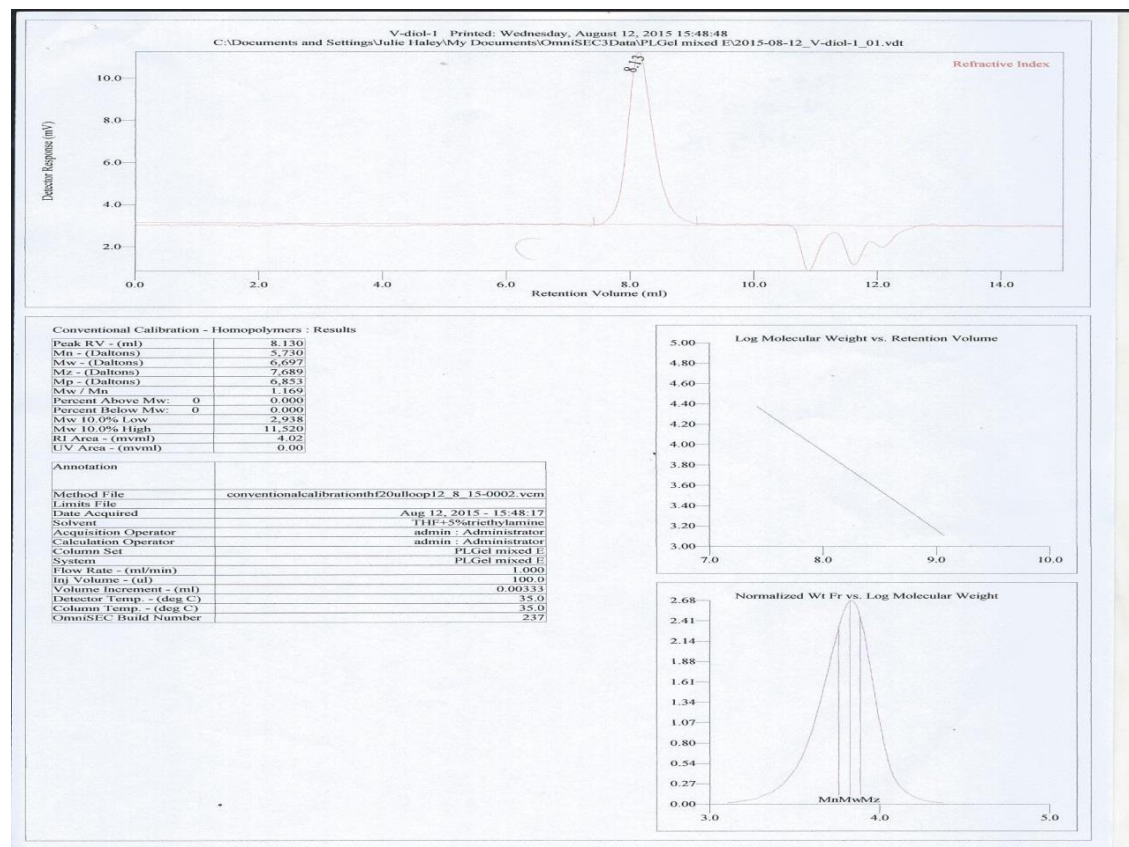 V-diol-1 Printed: Wednesday, August 12, 2015 15:48:48
C:\Documents and Settings\Julie Haley\My Documents\OmniSEC3Data\PLGel mixed E\2015-08-12_V-diol-1_01.vdt
Refractive Index
8.13
Detector Response (mV)
10.0
8.0
6.0
4.0
2.0
0.0 2.0 4.0 6.0 8.0 10.0 12.0 14.0
Retention Volume (ml)
Conventional Calibration - Homopolymers : Results
Peak RV - (ml) 8.130
Mn - (Daltons) 5,730
Mw - (Daltons) 6,697
Mz - (Daltons) 7,689
Mp - (Daltons) 6,853
Mw / Mn 1.169
Percent Above Mw: 0 0.000
Percent Below Mw: 0 0.000
Mw 10.0% Low 2,938
Mw 10.0% High 11,520
RI Area - (mvml) 4.02
UV Area - (mvml) 0.00
Annotation
Method File conventionalcalibrationthf20ulloop12_8_15-0002.vcm
Limits File
Date Acquired Aug 12, 2015 - 15:48:17
Solvent THF+5%triethylamine
Acquisition Operator admin : Administrator
Calculation Operator admin : Administrator
Column Set PLGel mixed E
System PLGel mixed E
Flow Rate - (ml/min) 1.000
Inj Volume - (ul) 100.0
Volume Increment - (ml) 0.00333
Detector Temp. - (deg C) 35.0
Column Temp. - (deg C) 35.0
OmniSEC Build Number 237
Log Molecular Weight vs. Retention Volume
5.00
4.80
4.60
4.40
4.20
4.00
3.80
3.60
3.40
3.20
3.00
7.0 8.0 9.0 10.0
Normalized Wt Fr vs. Log Molecular Weight
2.68
2.41
2.14
1.88
1.61
1.34
1.07
0.80
0.54
0.27
0.00
MnMwMz
3.0 4.0 5.0